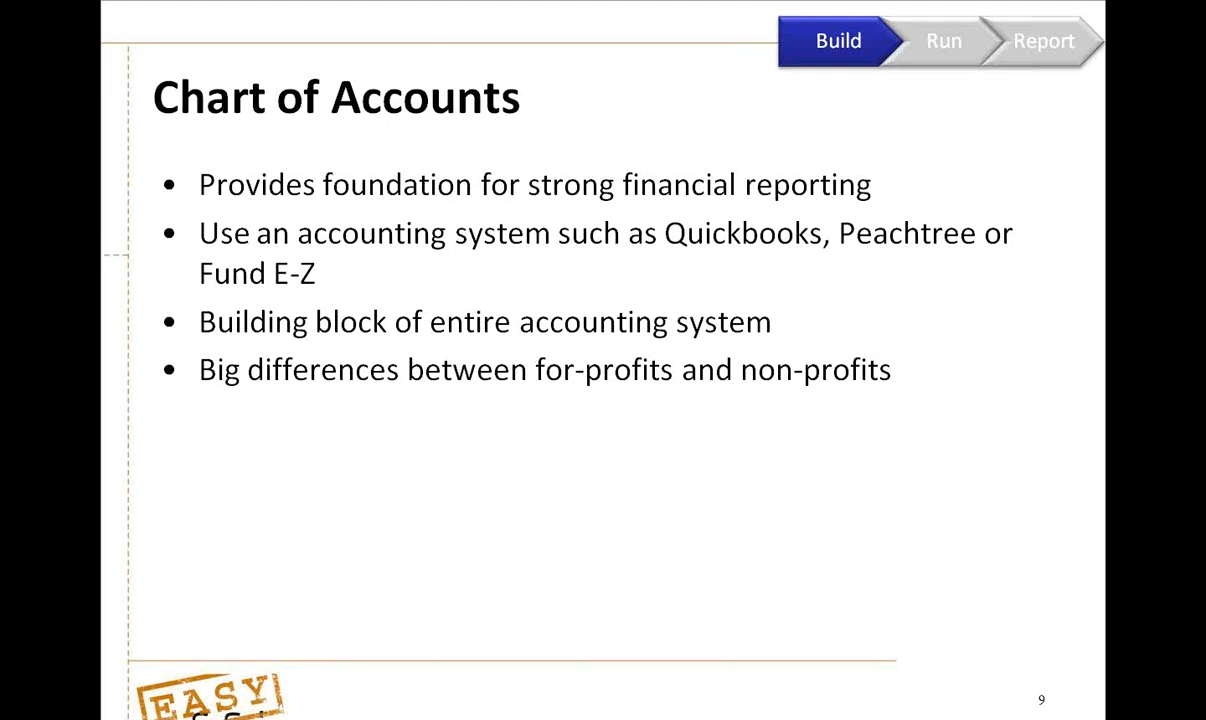 Build Run Report
Chart of Accounts
• Provides foundation for strong financial reporting
• Use an accounting system such as Quickbooks, Peachtree or
Fund E-Z
• Building block of entire accounting system
• Big differences between for-profits and non-profits
EASY
9